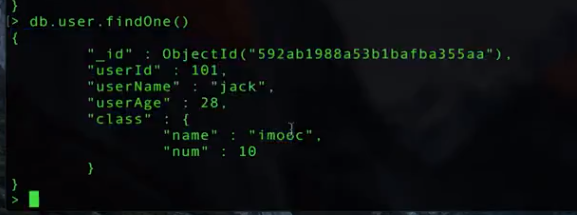 }
> db.user.findOne()
{
        "_id" : ObjectId("592ab1988a53b1bafba355aa"),
        "userId" : 101,
        "userName" : "jack",
        "userAge" : 28,
        "class" : {
                "name" : "imooc",
                "num" : 10
        }
}
>